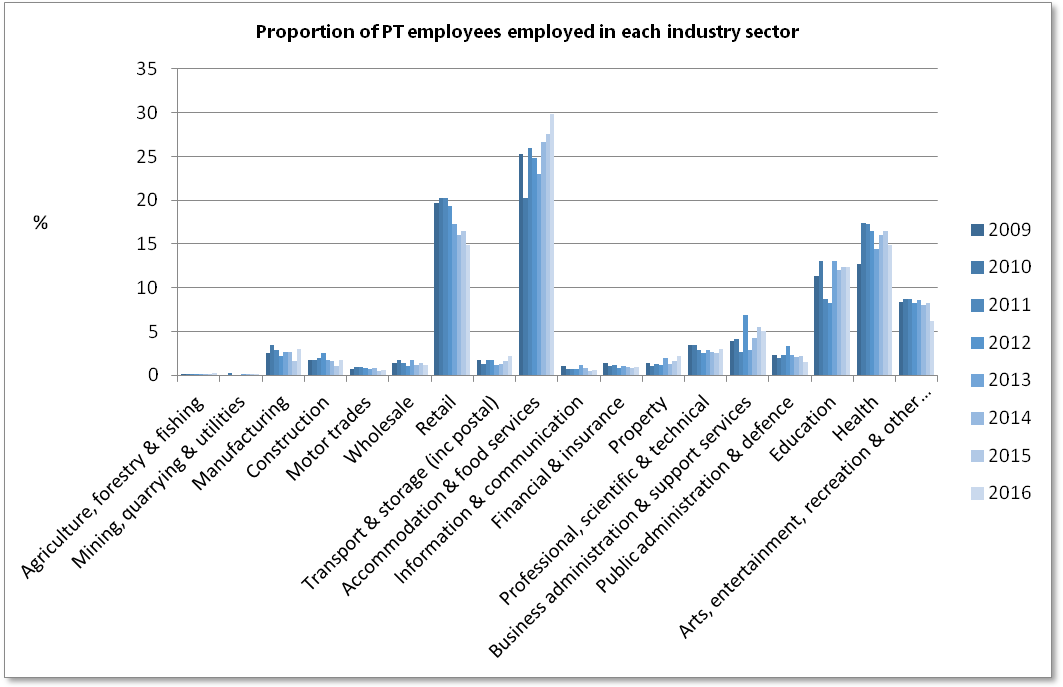 Proportion of PT employees employed in each industry sector
35
30
25
20
15
10
5
0
%
Agriculture, forestry & fishing
Mining, quarrying & utilities
Manufacturing
Construction
Motor trades
Wholesale
Retail
Transport & storage (inc postal)
Accommodation & food services
Information & communication
Financial & insurance
Property
Professional, scientific & technical
Business administration & support services
Public administration & defence
Education
Health
Arts, entertainment, recreation & other...
2009
2010
2011
2012
2013
2014
2015
2016